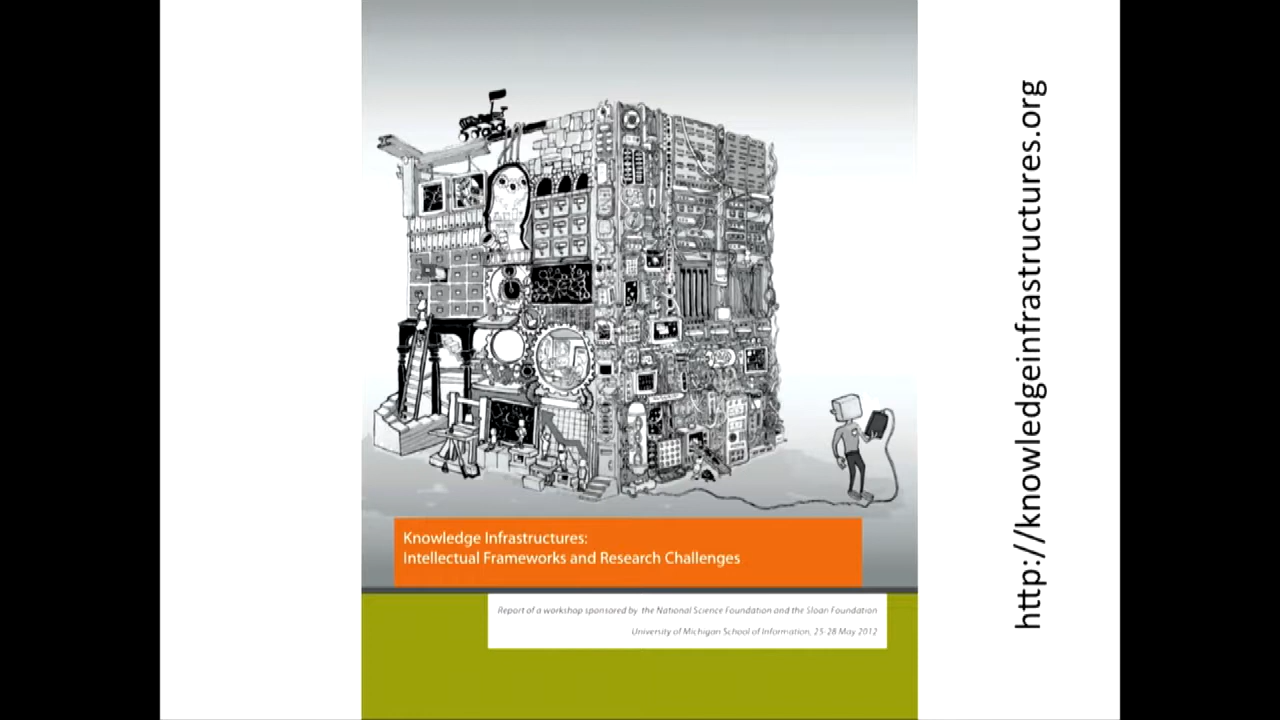 Knowledge Infrastructures:
Intellectual Frameworks and Research Challenges
Report of a workshop sponsored by the National Science Foundation and the Sloan Foundation
University of Michigan School of Information, 25-28 May 2012
http://knowledgeinfrastructures.org